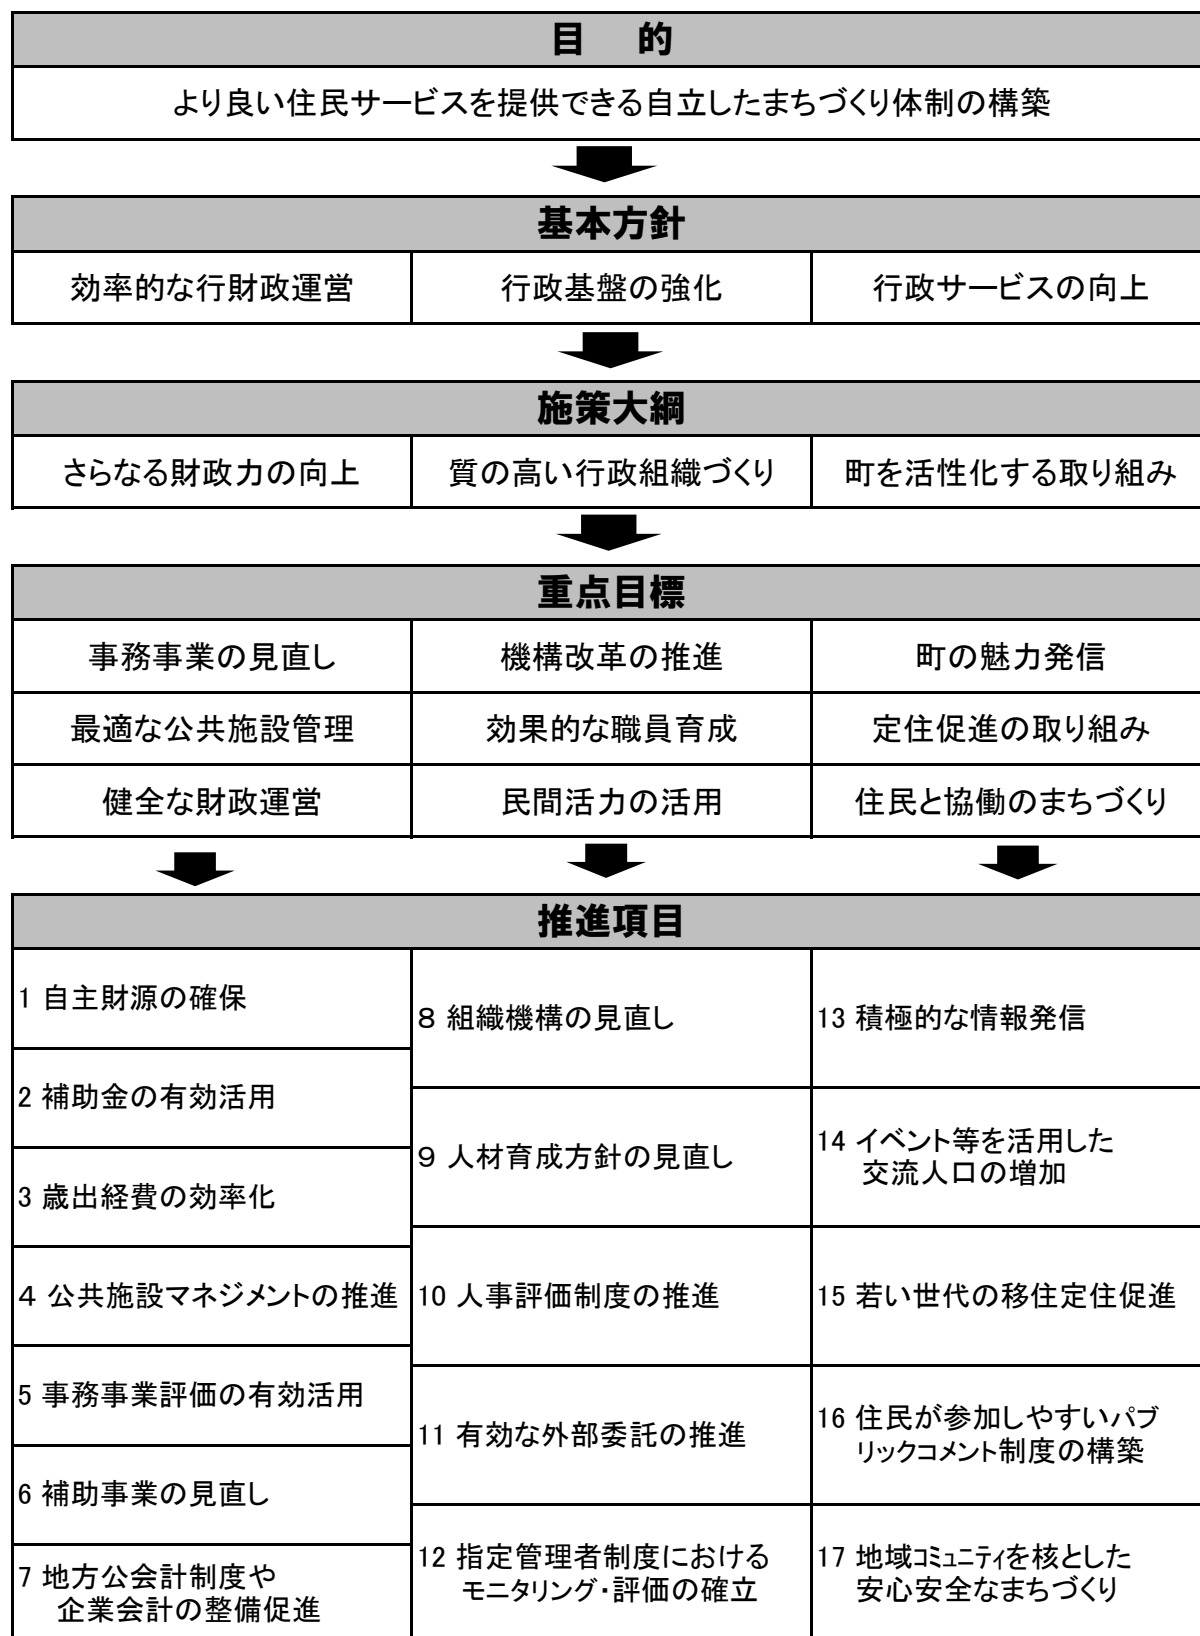 目 的
より良い住民サービスを提供できる自立したまちづくり体制の構築
基本方針
効率的な行財政運営
行政基盤の強化
行政サービスの向上
施策大綱
さらなる財政力の向上
質の高い行政組織づくり
町を活性化する取り組み
重点目標
事務事業の見直し
機構改革の推進
町の魅力発信
最適な公共施設管理
効果的な職員育成
定住促進の取り組み
健全な財政運営
民間活力の活用
住民と協働のまちづくり
推進項目
1 自主財源の確保
2 補助金の有効活用
3 歳出経費の効率化
4 公共施設マネジメントの推進
5 事務事業評価の有効活用
6 補助事業の見直し
7 地方公会計制度や
企業会計の整備促進
8 組織機構の見直し
9 人材育成方針の見直し
10 人事評価制度の推進
11 有効な外部委託の推進
12 指定管理者制度における
モニタリング・評価の確立
13 積極的な情報発信
14 イベント等を活用した
交流人口の増加
15 若い世代の移住定住促進
16 住民が参加しやすいパブ
リックコメント制度の構築
17 地域コミュニティを核とした
安心安全なまちづくり